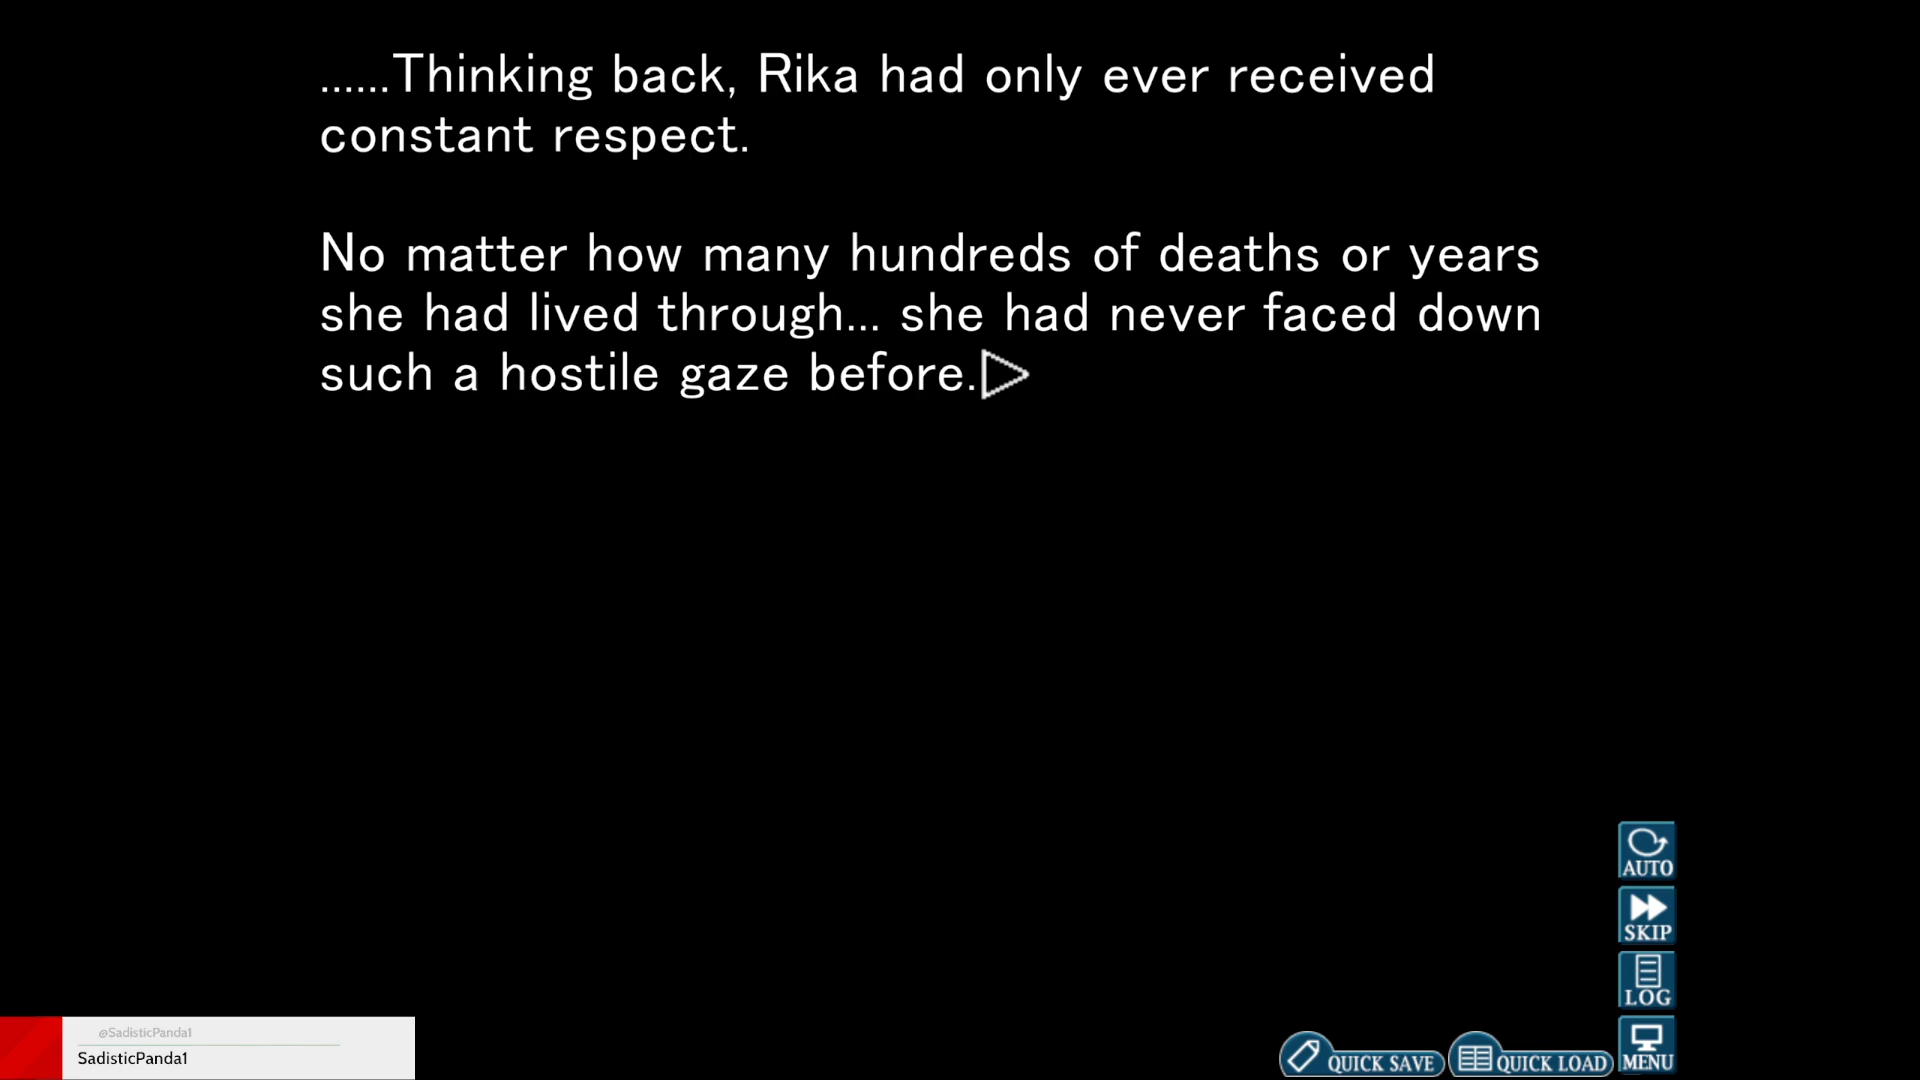 ......Thinking back, Rika had only ever received
constant respect.
No matter how many hundreds of deaths or years
she had lived through... she had never faced down
such a hostile gaze before.
AUTO
SKIP
LOG
MENU
QUICK SAVE
QUICK LOAD
@SadisticPanda1
SadisticPanda1